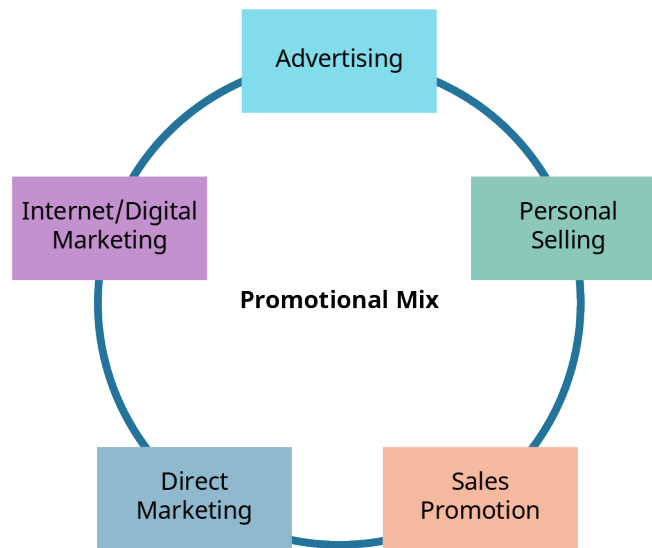 Advertising
Internet/Digital
Marketing
Personal
Selling
Promotional Mix
Direct
Marketing
Sales
Promotion